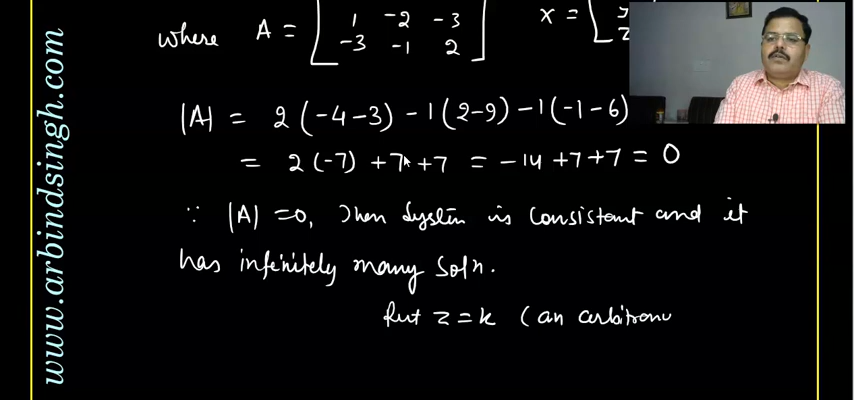 where A = [ 1 -2 -3 X = [
-3 -1 2 ]
|A| = 2(-4-3) -1(2-9) -1(-1-6)
= 2(-7) +7 +7 = -14 +7+7 = 0
∵ |A| =0, Then System is Consistant and it
has infinitely many Soln.
Put z = k (an arbitrary
www.arbindsingh.com